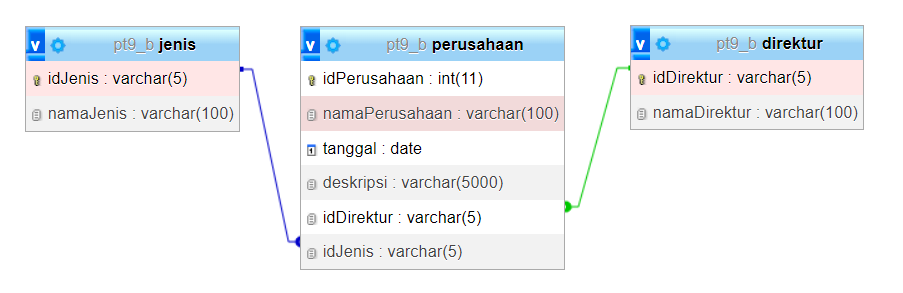 v pt9_b jenis
idJenis : varchar(5)
namaJenis : varchar(100)
v pt9_b perusahaan
idPerusahaan : int(11)
namaPerusahaan : varchar(100)
tanggal : date
deskripsi : varchar(5000)
idDirektur : varchar(5)
idJenis : varchar(5)
v pt9_b direktur
idDirektur : varchar(5)
namaDirektur : varchar(100)